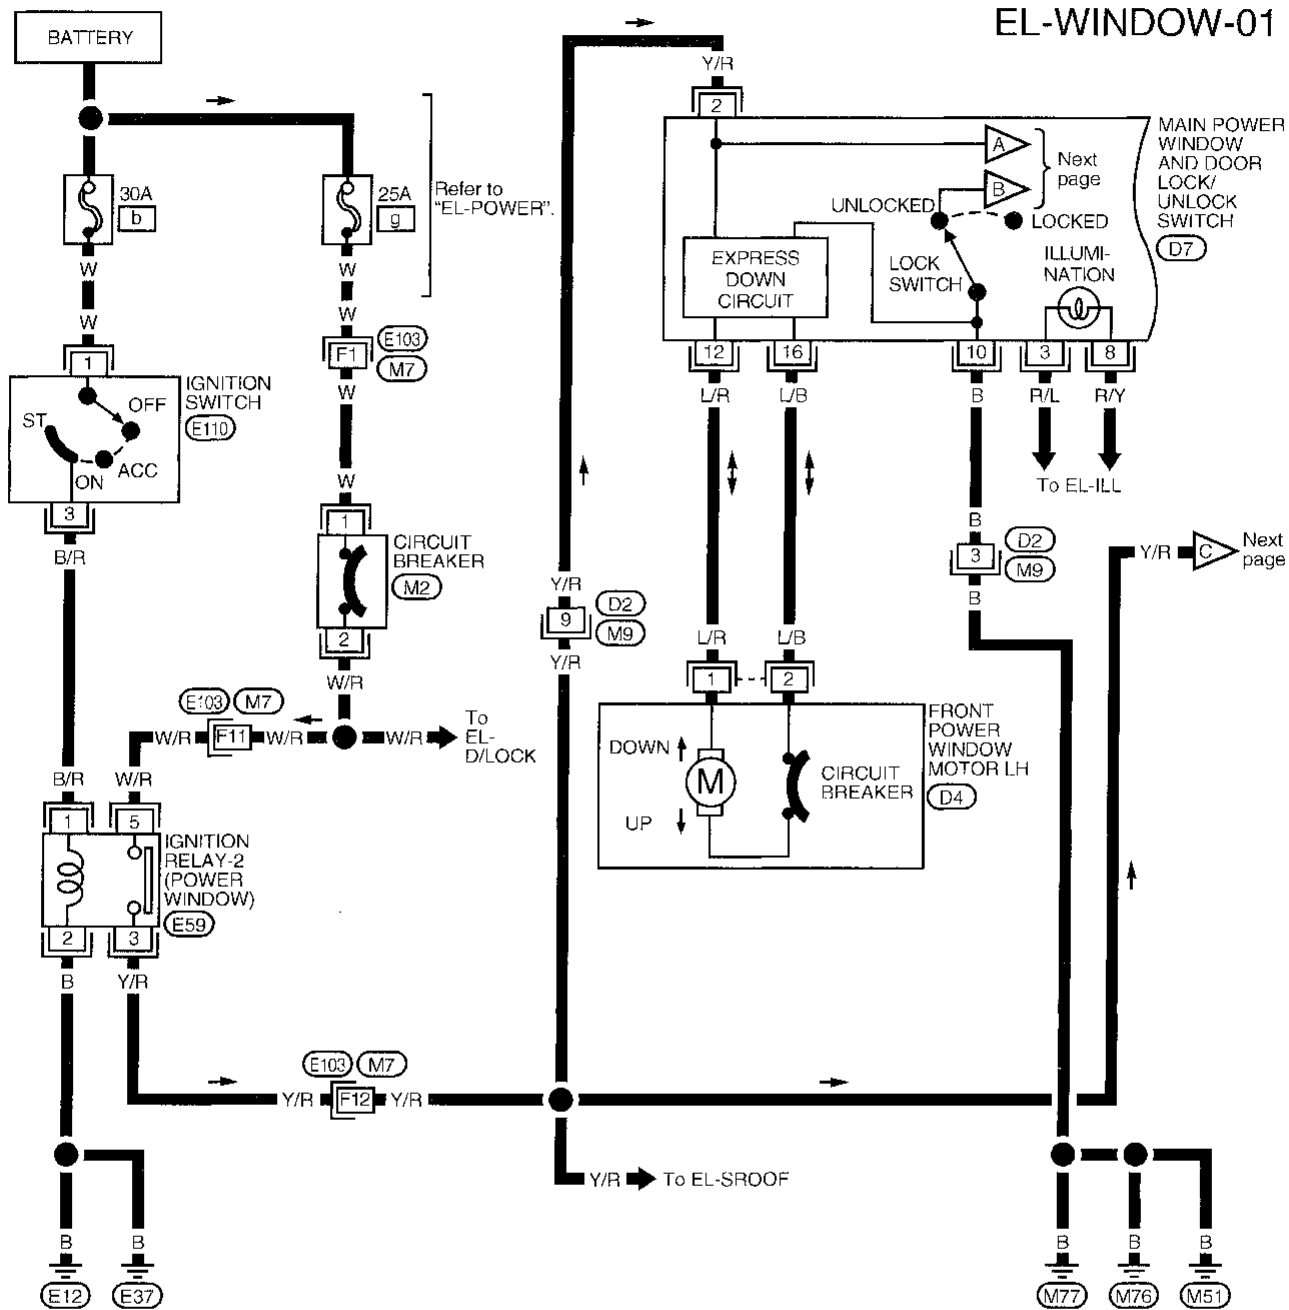 EL-WINDOW-01
BATTERY
Y/R
2
MAIN POWER
WINDOW
AND DOOR
LOCK/
UNLOCK
SWITCH
D7
A
B
Next
page
UNLOCKED
LOCKED
LOCK
SWITCH
ILLUMI-
NATION
EXPRESS
DOWN
CIRCUIT
30A
b
25A
g
Refer to
"EL-POWER".
W
W
W
W
F1
E103
M7
1
IGNITION
SWITCH
E110
OFF
ST
ON
ACC
3
B/R
W
W
1
CIRCUIT
BREAKER
M2
2
W/R
12
16
10
3
8
L/R
L/B
B
R/L
R/Y
To EL-ILL
B
3
D2
M9
B
Y/R
C
Next
page
Y/R
9
D2
M9
Y/R
L/R
L/B
1
2
E103
M7
W/R
F11
W/R
W/R
To
EL-
D/LOCK
FRONT
POWER
WINDOW
MOTOR LH
D4
DOWN
M
UP
CIRCUIT
BREAKER
B/R
W/R
1
5
IGNITION
RELAY-2
(POWER
WINDOW)
E59
2
3
B
Y/R
E103
M7
Y/R
F12
Y/R
Y/R
To EL-SROOF
B
B
E12
E37
B
B
B
M77
M76
M51